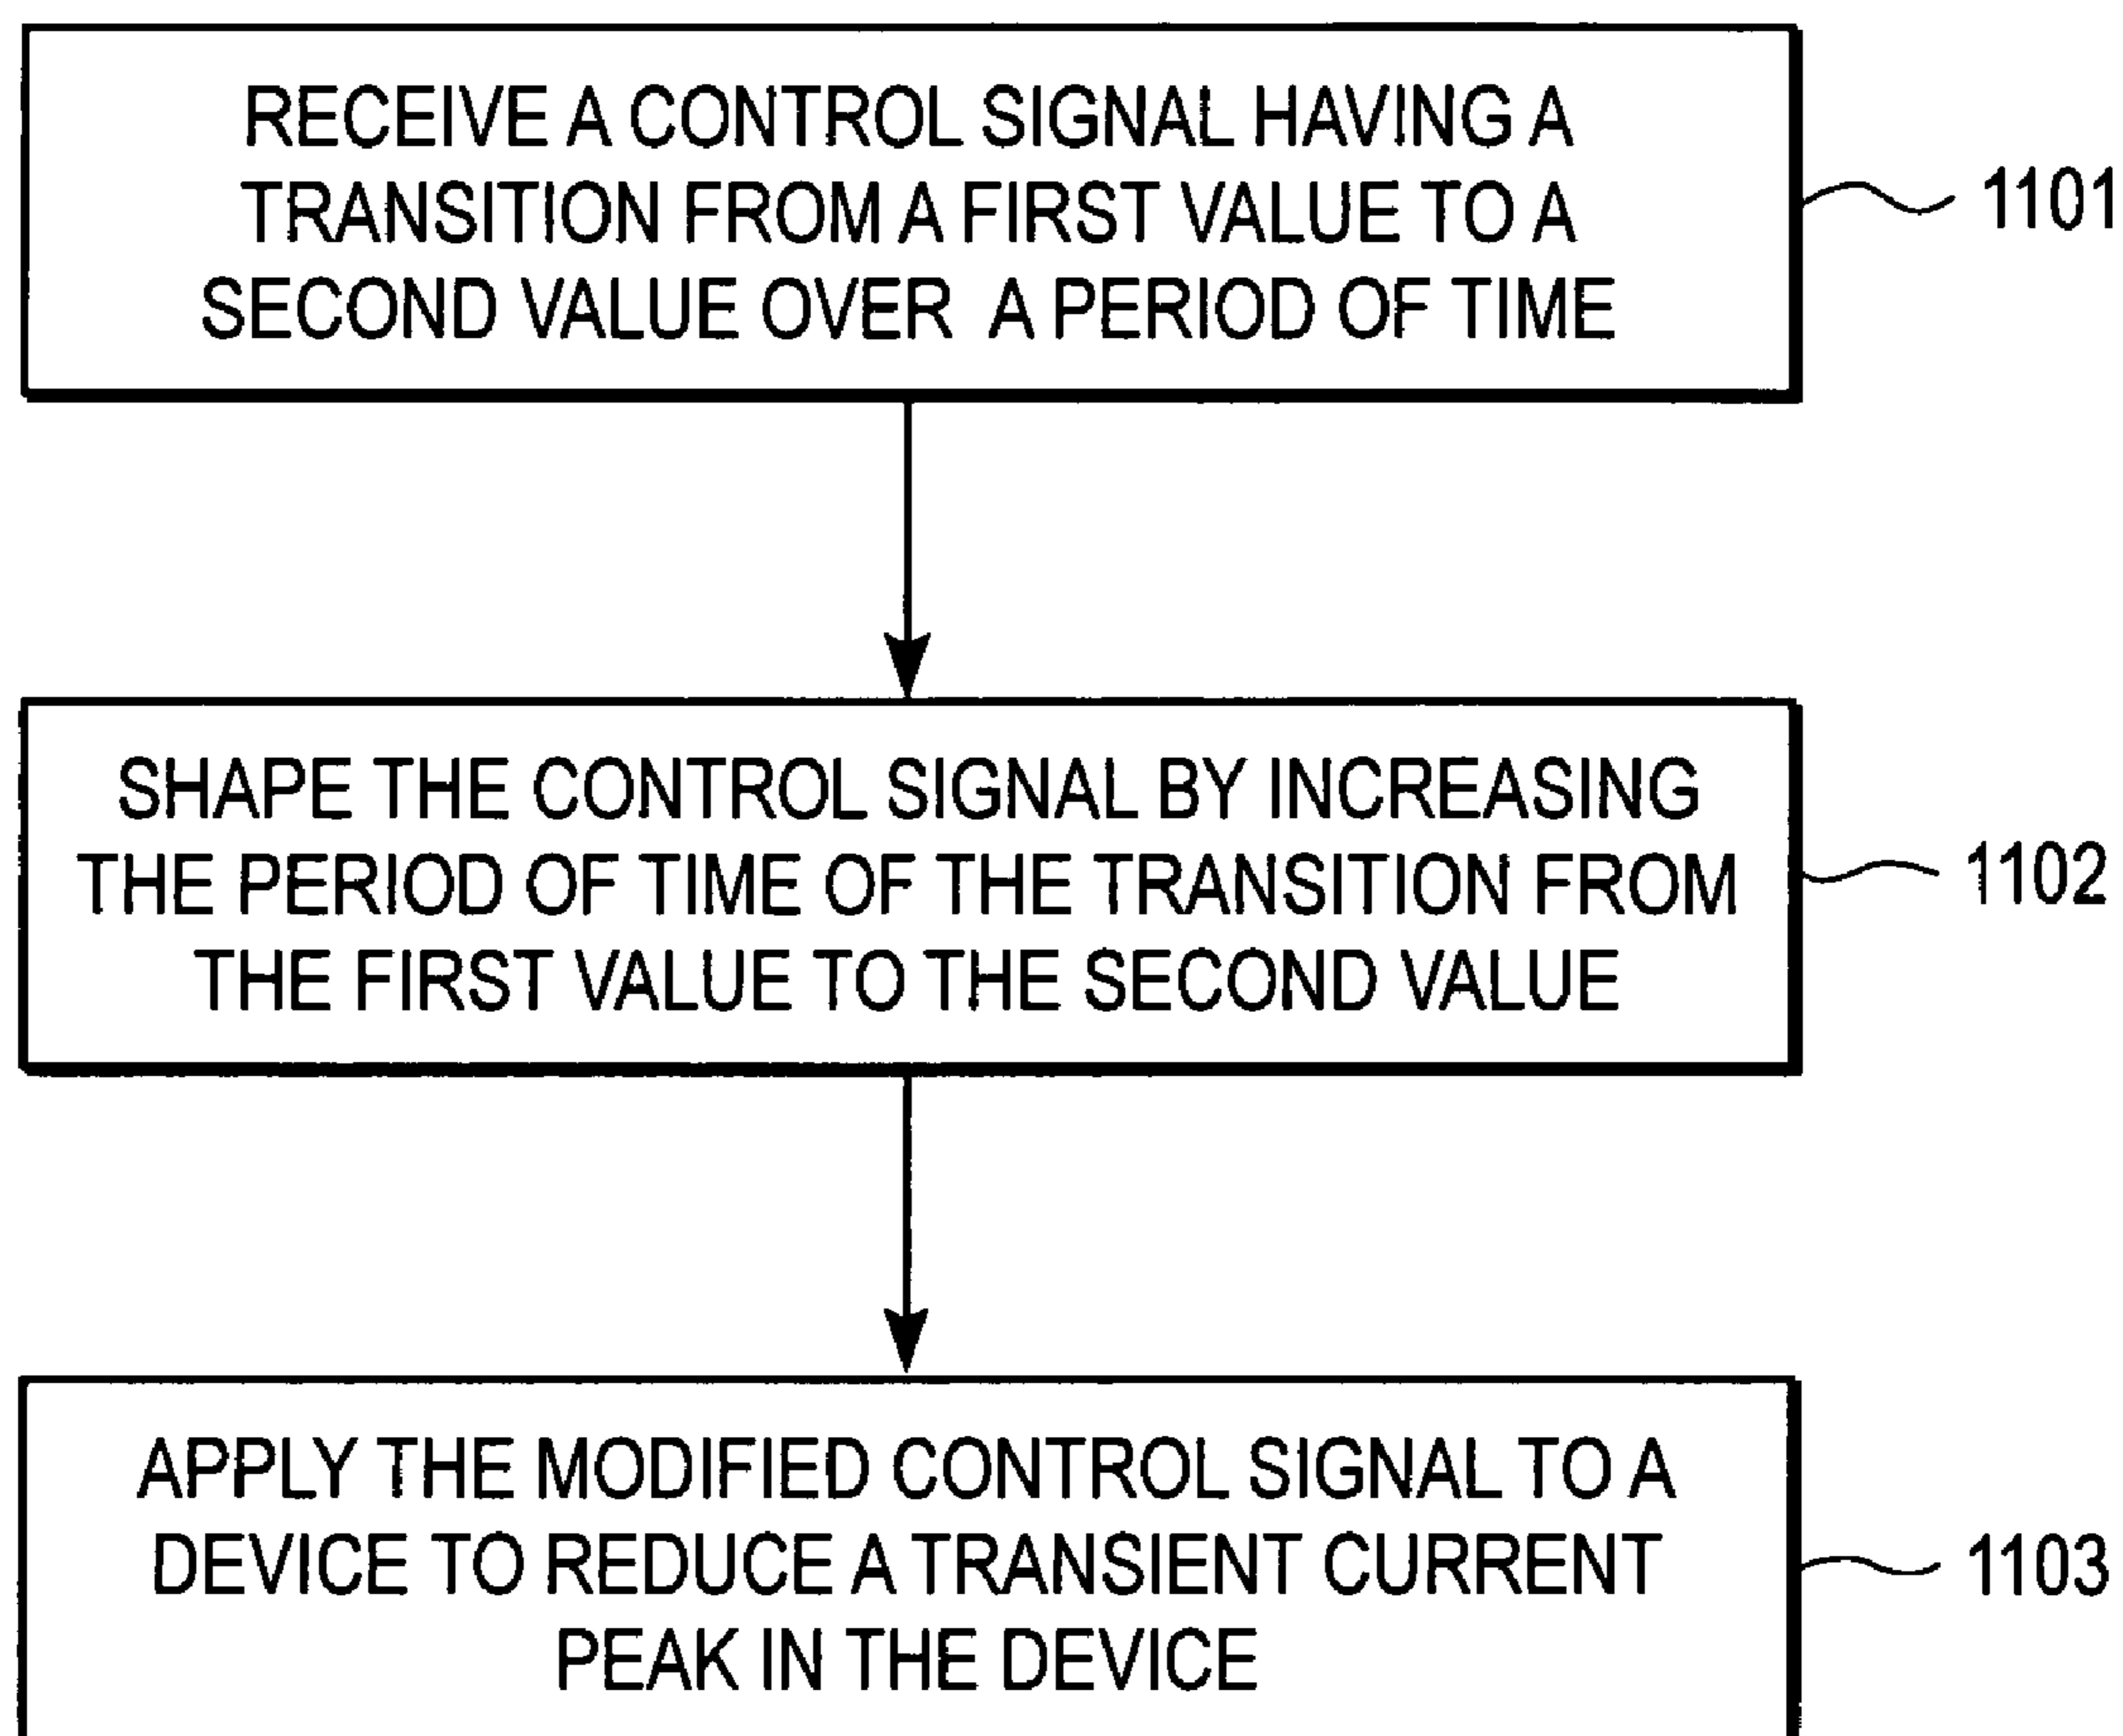 RECEIVE A CONTROL SIGNAL HAVING A
TRANSITION FROM A FIRST VALUE TO A
SECOND VALUE OVER A PERIOD OF TIME
1101
SHAPE THE CONTROL SIGNAL BY INCREASING
THE PERIOD OF TIME OF THE TRANSITION FROM
THE FIRST VALUE TO THE SECOND VALUE
1102
APPLY THE MODIFIED CONTROL SIGNAL TO A
DEVICE TO REDUCE A TRANSIENT CURRENT
PEAK IN THE DEVICE
1103